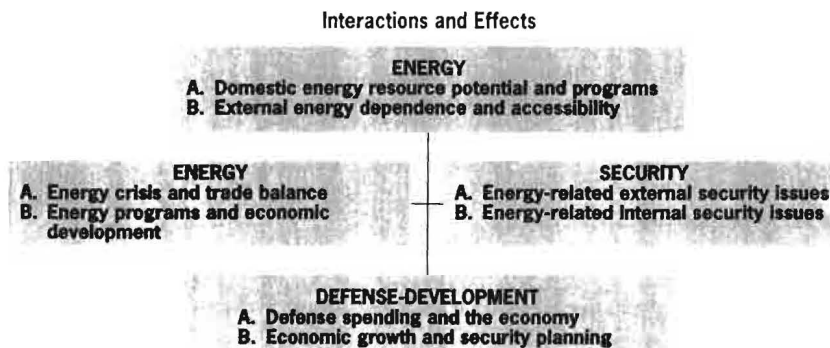 Interactions and Effects
ENERGY
A. Domestic energy resource potential and programs
B. External energy dependence and accessibility
ENERGY
A. Energy crisis and trade balance
B. Energy programs and economic
development
SECURITY
A. Energy-related external security issues
B. Energy-related internal security issues
DEFENSE-DEVELOPMENT
A. Defense spending and the economy
B. Economic growth and security planning